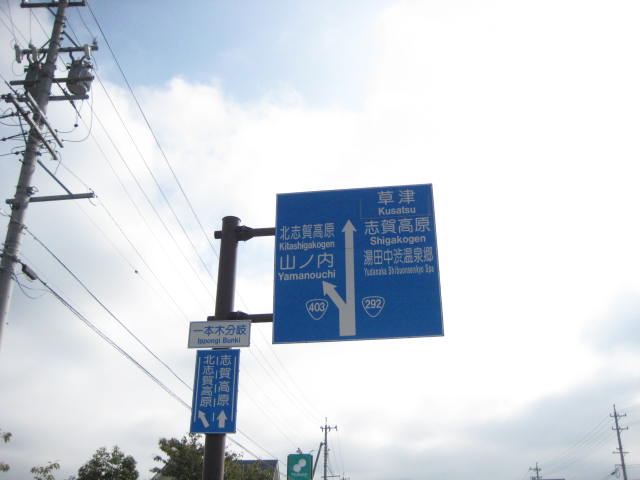 草津
Kusatsu
北志賀高原
Kitashigakogen
志賀高原
Shigakogen
山ノ内
Yamanouchi
湯田中渋温泉郷
Yudanaka Shibuonsenkyo Spa
403
292
一本木分岐
Ippongi Bunki
北志賀高原
志賀高原